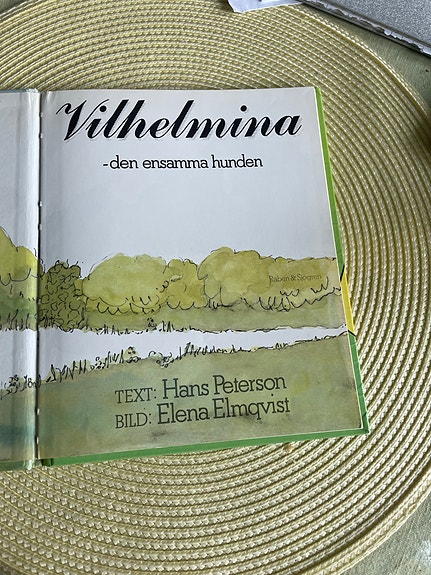 Vilhelmina
-den ensamma hunden
Rabén & Sjögren
TEXT: Hans Peterson
BILD: Elena Elmqvist